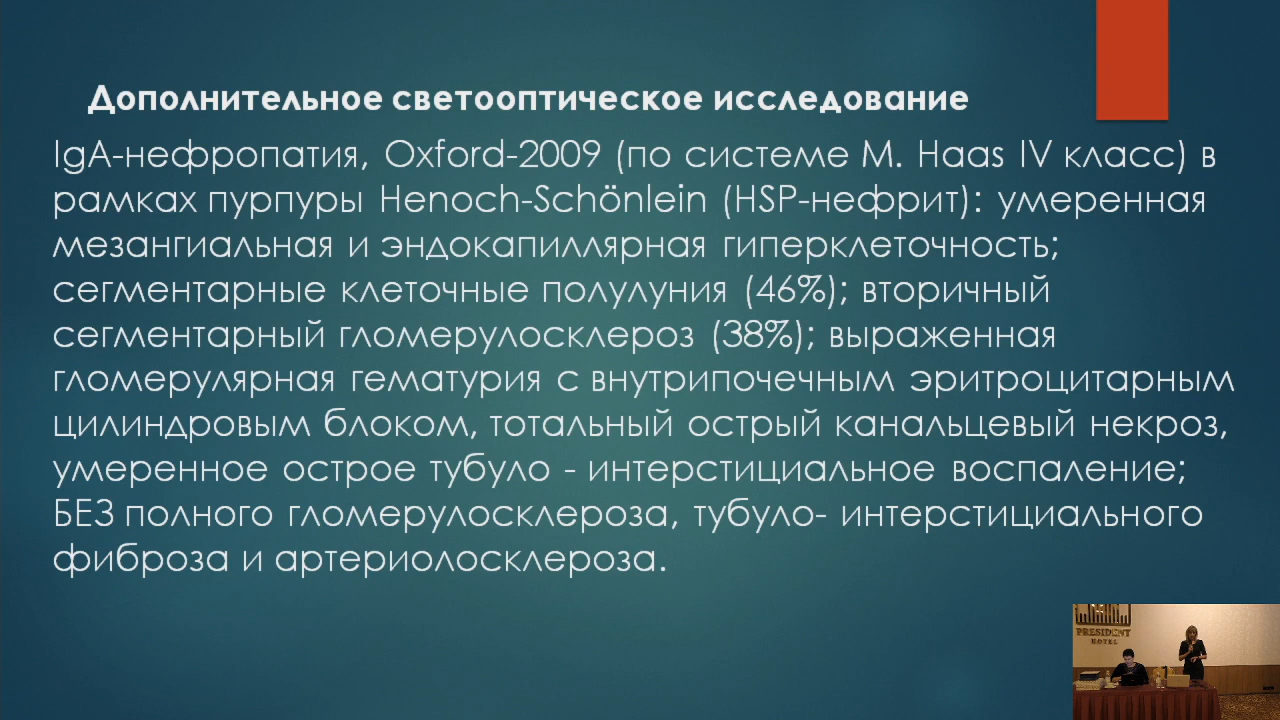 Дополнительное светооптическое исследование
IgA-нефропатия, Oxford-2009 (по системе M. Haas IV класс) в
рамках пурпуры Henoch-Schönlein (HSP-нефрит): умеренная
мезангиальная и эндокапиллярная гиперклеточность;
сегментарные клеточные полулуния (46%); вторичный
сегментарный гломерулосклероз (38%); выраженная
гломерулярная гематурия с внутрипочечным эритроцитарным
цилиндровым блоком, тотальный острый канальцевый некроз,
умеренное острое тубуло - интерстициальное воспаление;
БЕЗ полного гломерулосклероза, тубуло- интерстициального
фиброза и артериолосклероза.
PRESIDENT
HOTEL